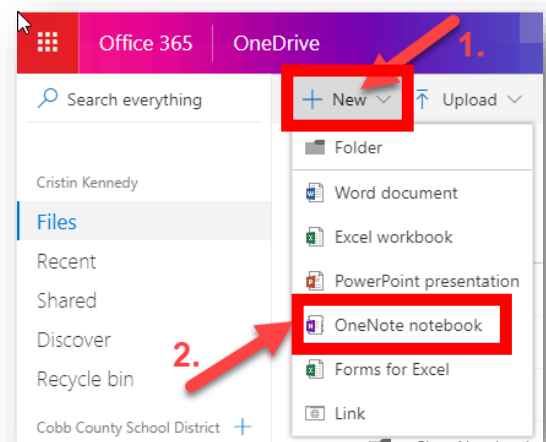 Office 365 OneDrive 1.
Search everything
+ New Upload
Folder
Cristin Kennedy
Word document
Files
Excel workbook
Recent
PowerPoint presentation
Shared
OneNote notebook
Discover
2.
Forms for Excel
Recycle bin
Link
Cobb County School District +